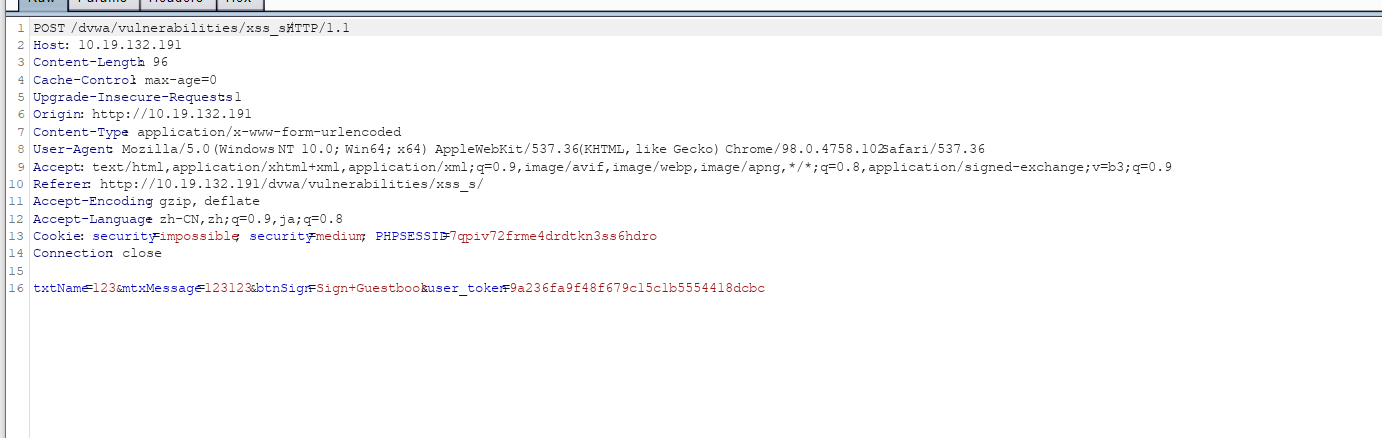 Raw Params Headers Hex
1 POST /dvwa/vulnerabilities/xss_s/ HTTP/1.1
2 Host: 10.19.132.191
3 Content-Length: 96
4 Cache-Control: max-age=0
5 Upgrade-Insecure-Requests: 1
6 Origin: http://10.19.132.191
7 Content-Type: application/x-www-form-urlencoded
8 User-Agent: Mozilla/5.0 (Windows NT 10.0; Win64; x64) AppleWebKit/537.36 (KHTML, like Gecko) Chrome/98.0.4758.102 Safari/537.36
9 Accept: text/html,application/xhtml+xml,application/xml;q=0.9,image/avif,image/webp,image/apng,*/*;q=0.8,application/signed-exchange;v=b3;q=0.9
10 Referer: http://10.19.132.191/dvwa/vulnerabilities/xss_s/
11 Accept-Encoding: gzip, deflate
12 Accept-Language: zh-CN,zh;q=0.9,ja;q=0.8
13 Cookie: security=impossible; security=medium; PHPSESSID=7qpiv72frme4drdtkn3ss6hdro
14 Connection: close
15
16 txtName=123&mtxMessage=123123&btnSign=Sign+Guestbook&user_token=9a236fa9f48f679c15c1b5554418dcbc